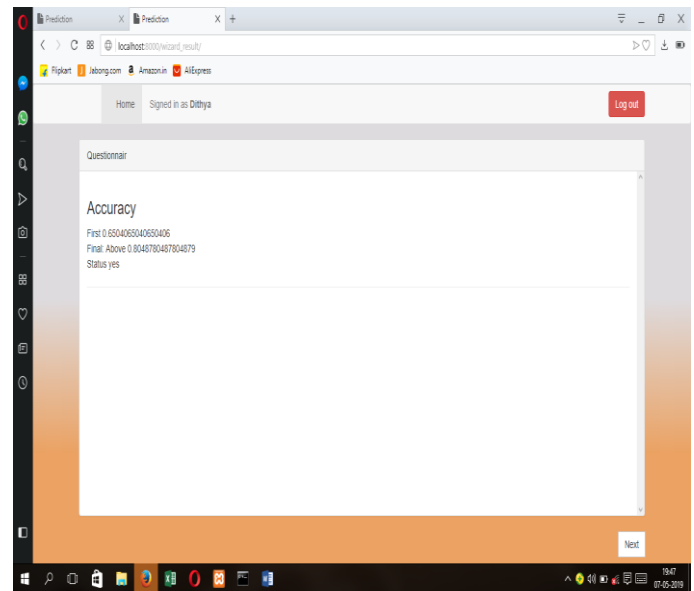 Prediction
Prediction
localhost:8000/wizard_result/
Flipkart Jabong.com Amazon.in AliExpress
Home Signed in as Dithya Log out
Questionnair
Accuracy
First 0.6504065040650406
Final: Above 0.8048780487804879
Status yes
Next
19:47
07-05-2019